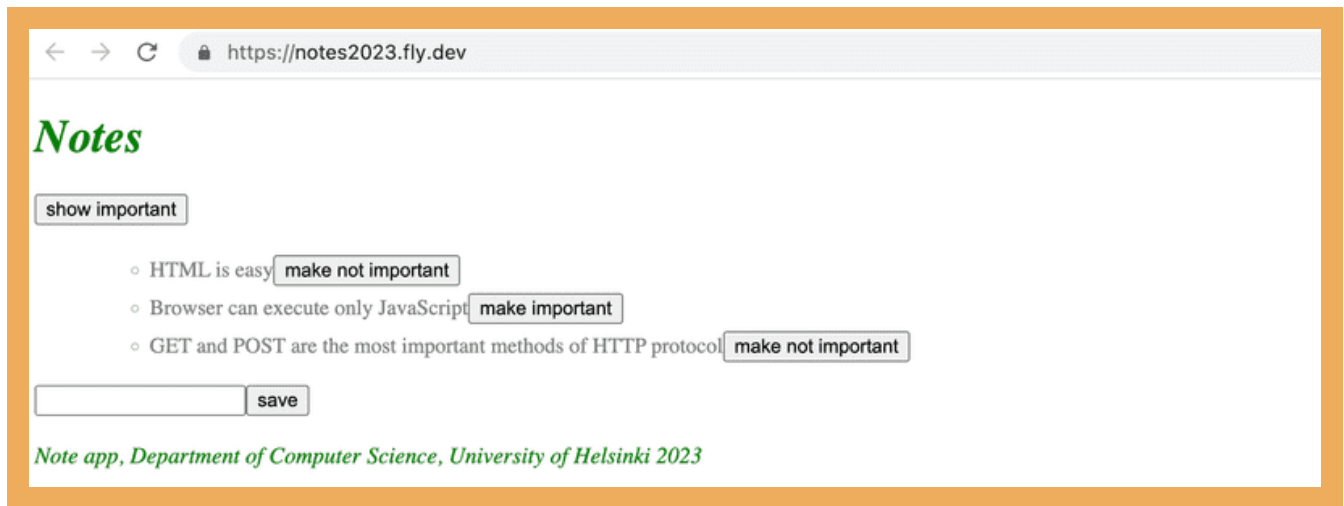 https://notes2023.fly.dev
Notes
show important
HTML is easy make not important
Browser can execute only JavaScript make important
GET and POST are the most important methods of HTTP protocol make not important
save
Note app, Department of Computer Science, University of Helsinki 2023